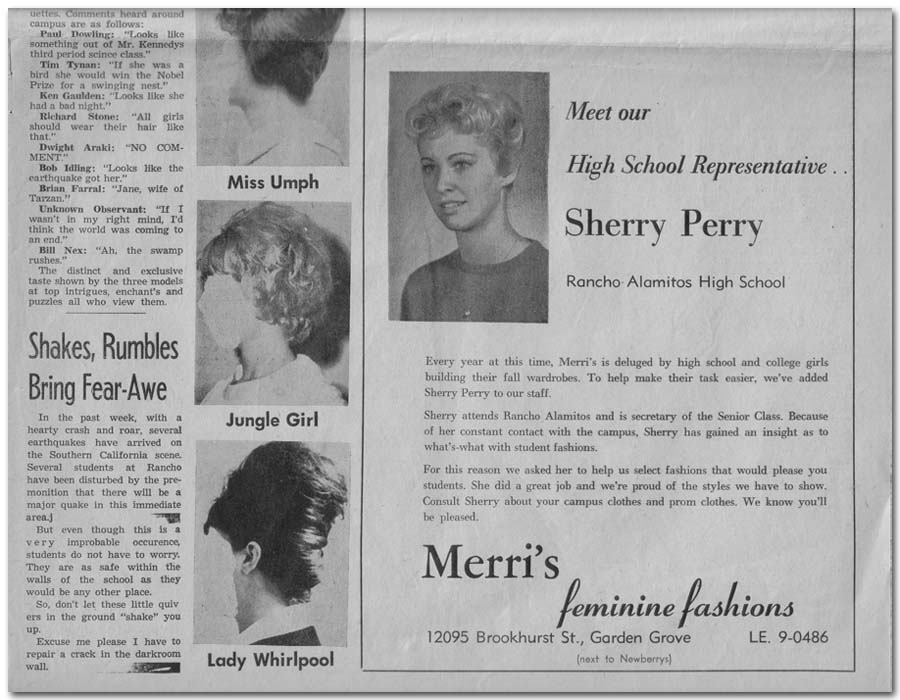 uettes. Comments heard around
campus are as follows:
Paul Dowling: "Looks like
something out of Mr. Kennedys
third period scince class."
Tim Tynan: "If she was a
bird she would win the Nobel
Prize for a swinging nest."
Ken Gaulden: "Looks like she
had a bad night."
Richard Stone: "All girls
should wear their hair like
that."
Dwight Araki: "NO COM-
MENT."
Bob Idling: "Looks like the
earthquake got her."
Brian Farral: "Jane, wife of
Tarzan."
Unknown Observant: "If I
wasn't in my right mind, I'd
think the world was coming to
an end."
Bill Nex: "Ah, the swamp
rushes."
The distinct and exclusive
taste shown by the three models
at top intrigues, enchant's and
puzzles all who view them.
Shakes, Rumbles
Bring Fear-Awe
In the past week, with a
hearty crash and roar, several
earthquakes have arrived on
the Southern California scene.
Several students at Rancho
have been disturbed by the pre-
monition that there will be a
major quake in this immediate
area.j
But even though this is a
very improbable occurence,
students do not have to worry.
They are as safe within the
walls of the school as they
would be any other place.
So, don't let these little quiv
ers in the ground "shake" you
up.
Excuse me please I have to
repair a crack in the darkroom
wall.
Miss Umph
Jungle Girl
Lady Whirlpool
Meet our
High School Representative . .
Sherry Perry
Rancho Alamitos High School
Every year at this time, Merri's is deluged by high school and college girls
building their fall wardrobes. To help make their task easier, we've added
Sherry Perry to our staff.
Sherry attends Rancho Alamitos and is secretary of the Senior Class. Because
of her constant contact with the campus, Sherry has gained an insight as to
what's-what with student fashions.
For this reason we asked her to help us select fashions that would please you
students. She did a great job and we're proud of the styles we have to show.
Consult Sherry about your campus clothes and prom clothes. We know you'll
be pleased.
Merri's
feminine fashions
12095 Brookhurst St., Garden Grove LE. 9-0486
(next to Newberrys)